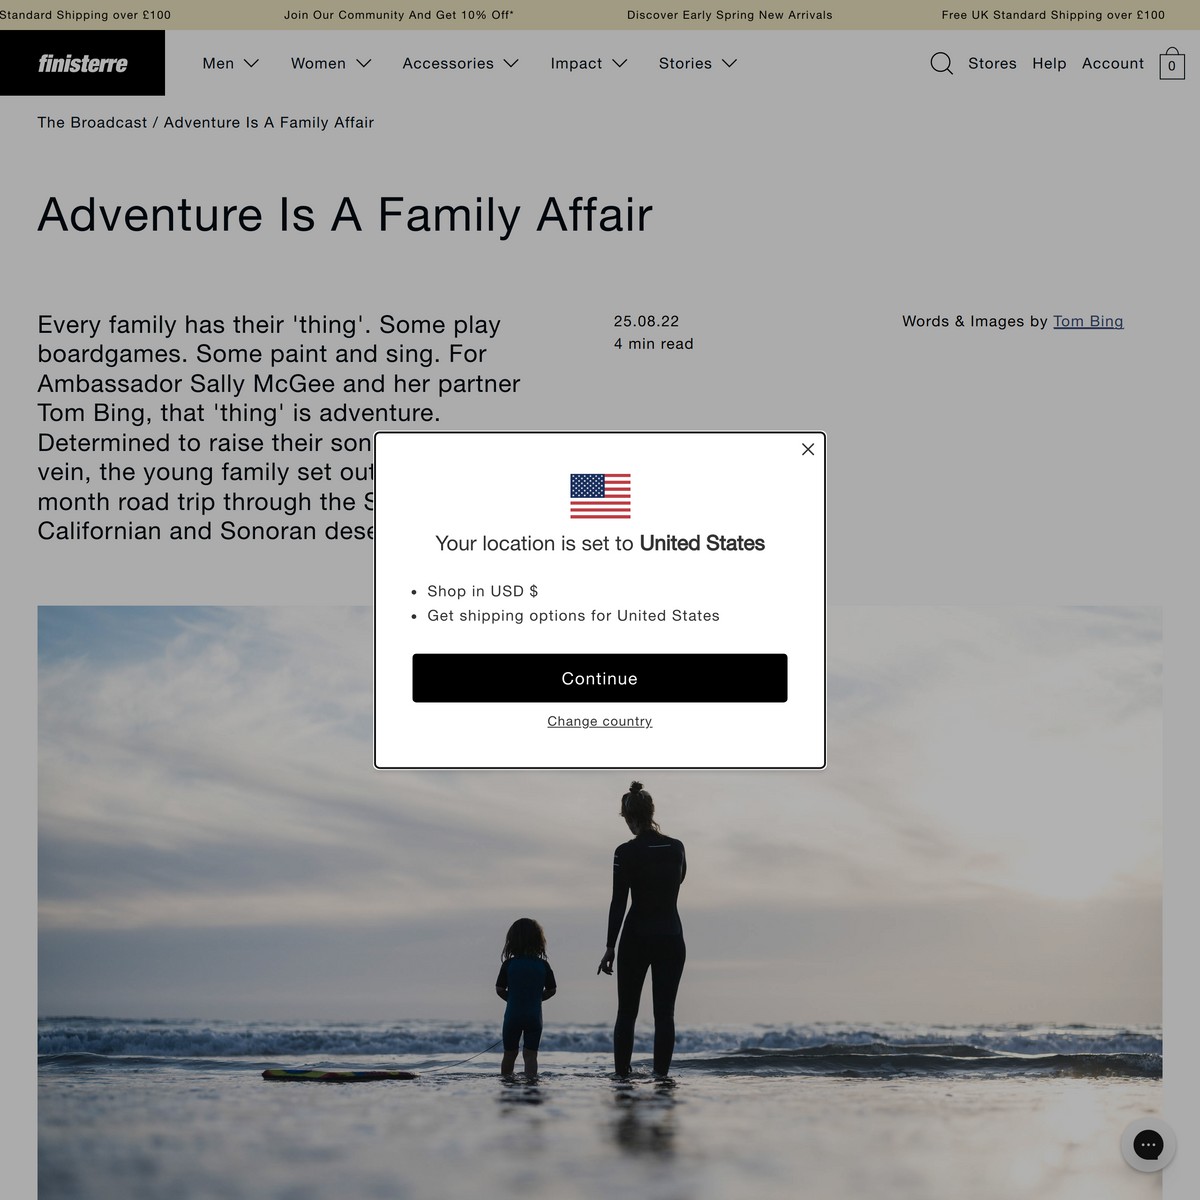 Standard Shipping over £100
Join Our Community And Get 10% Off*
Discover Early Spring New Arrivals
Free UK Standard Shipping over £100
finisterre
Men
Women
Accessories
Impact
Stories
Stores
Help
Account
0
The Broadcast / Adventure Is A Family Affair
Adventure Is A Family Affair
Every family has their 'thing'. Some play
boardgames. Some paint and sing. For
Ambassador Sally McGee and her partner
Tom Bing, that 'thing' is adventure.
Determined to raise their son
vein, the young family set out
month road trip through the
Californian and Sonoran
25.08.22
4 min read
Words & Images by Tom Bing
Your location is set to United States
• Shop in USD $
• Get shipping options for United States
Continue
Change country